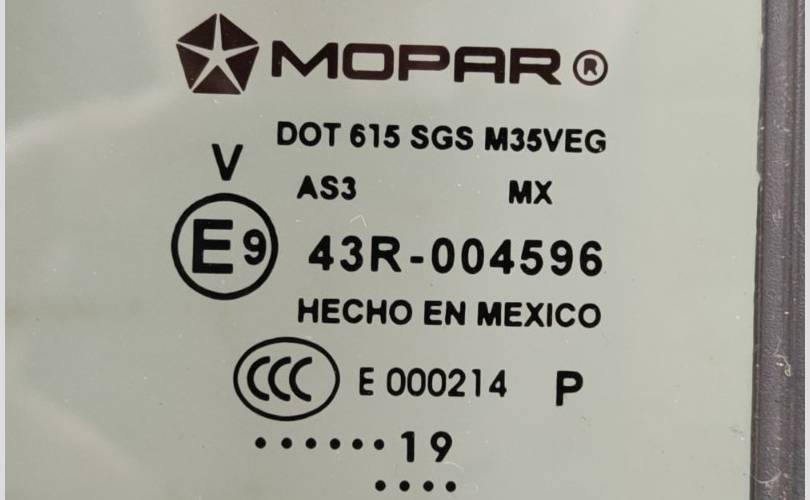 MOPAR®
DOT 615 SGS M35VEG
V
AS3 MX
E9 43R-004596
HECHO EN MEXICO
CCC E 000214 P
......19
....